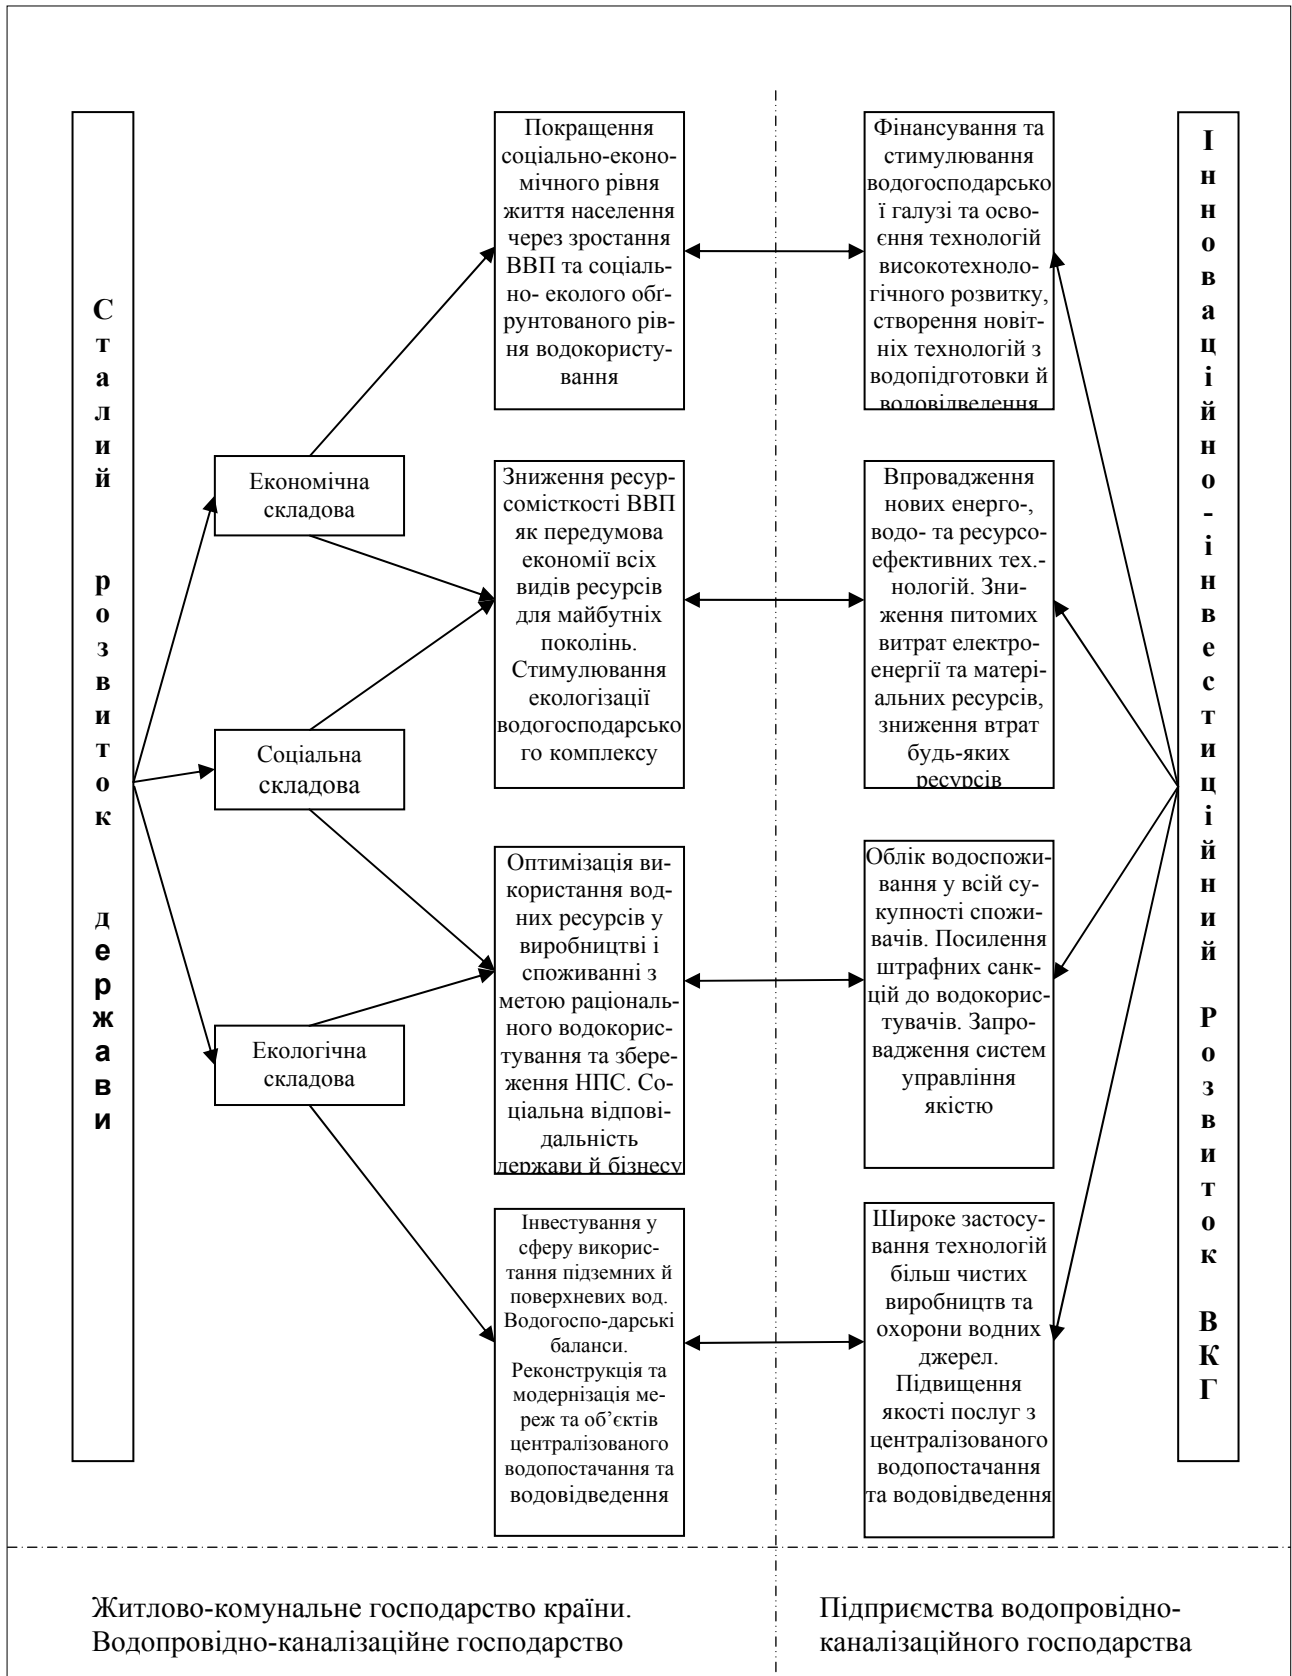 Сталий розвиток держави
Економічна
складова
Соціальна
складова
Екологічна
складова
Покращення
соціально-еконо-
мічного рівня
життя населення
через зростання
ВВП та соціаль-
но- еколого обґ-
рунтованого рів-
ня водокористу-
вання
Зниження ресур-
сомісткості ВВП
як передумова
економії всіх
видів ресурсів
для майбутніх
поколінь.
Стимулювання
екологізації
водогосподарсько
го комплексу
Оптимізація ви-
користання вод-
них ресурсів у
виробництві і
споживанні з
метою раціональ-
ного водокорис-
тування та збере-
ження НПС. Со-
ціальна відпові-
дальність
держави й бізнесу
Інвестування у
сферу викорис-
тання підземних й
поверхневих вод.
Водогоспо-дарські
баланси.
Реконструкція та
модернізація ме-
реж та об’єктів
централізованого
водопостачання та
водовідведення
Фінансування та
стимулювання
водогосподарсько
ї галузі та осво-
єння технологій
високотехноло-
гічного розвитку,
створення новіт-
ніх технологій з
водопідготовки й
водовідведення
Впровадження
нових енерго-,
водо- та ресурсо-
ефективних тех.-
нологій. Зни-
ження питомих
витрат електро-
енергії та матері-
альних ресурсів,
зниження втрат
будь-яких
ресурсів
Облік водоспожи-
вання у всій су-
купності спожи-
вачів. Посилення
штрафних санк-
цій до водокорис-
тувачів. Запро-
вадження систем
управління
якістю
Широке застосу-
вання технологій
більш чистих
виробництв та
охорони водних
джерел.
Підвищення
якості послуг з
централізованого
водопостачання
та водовідведення
Інноваційно-інвестиційний Розвиток ВКГ
Житлово-комунальне господарство країни.
Водопровідно-каналізаційне господарство
Підприємства водопровідно-
каналізаційного господарства